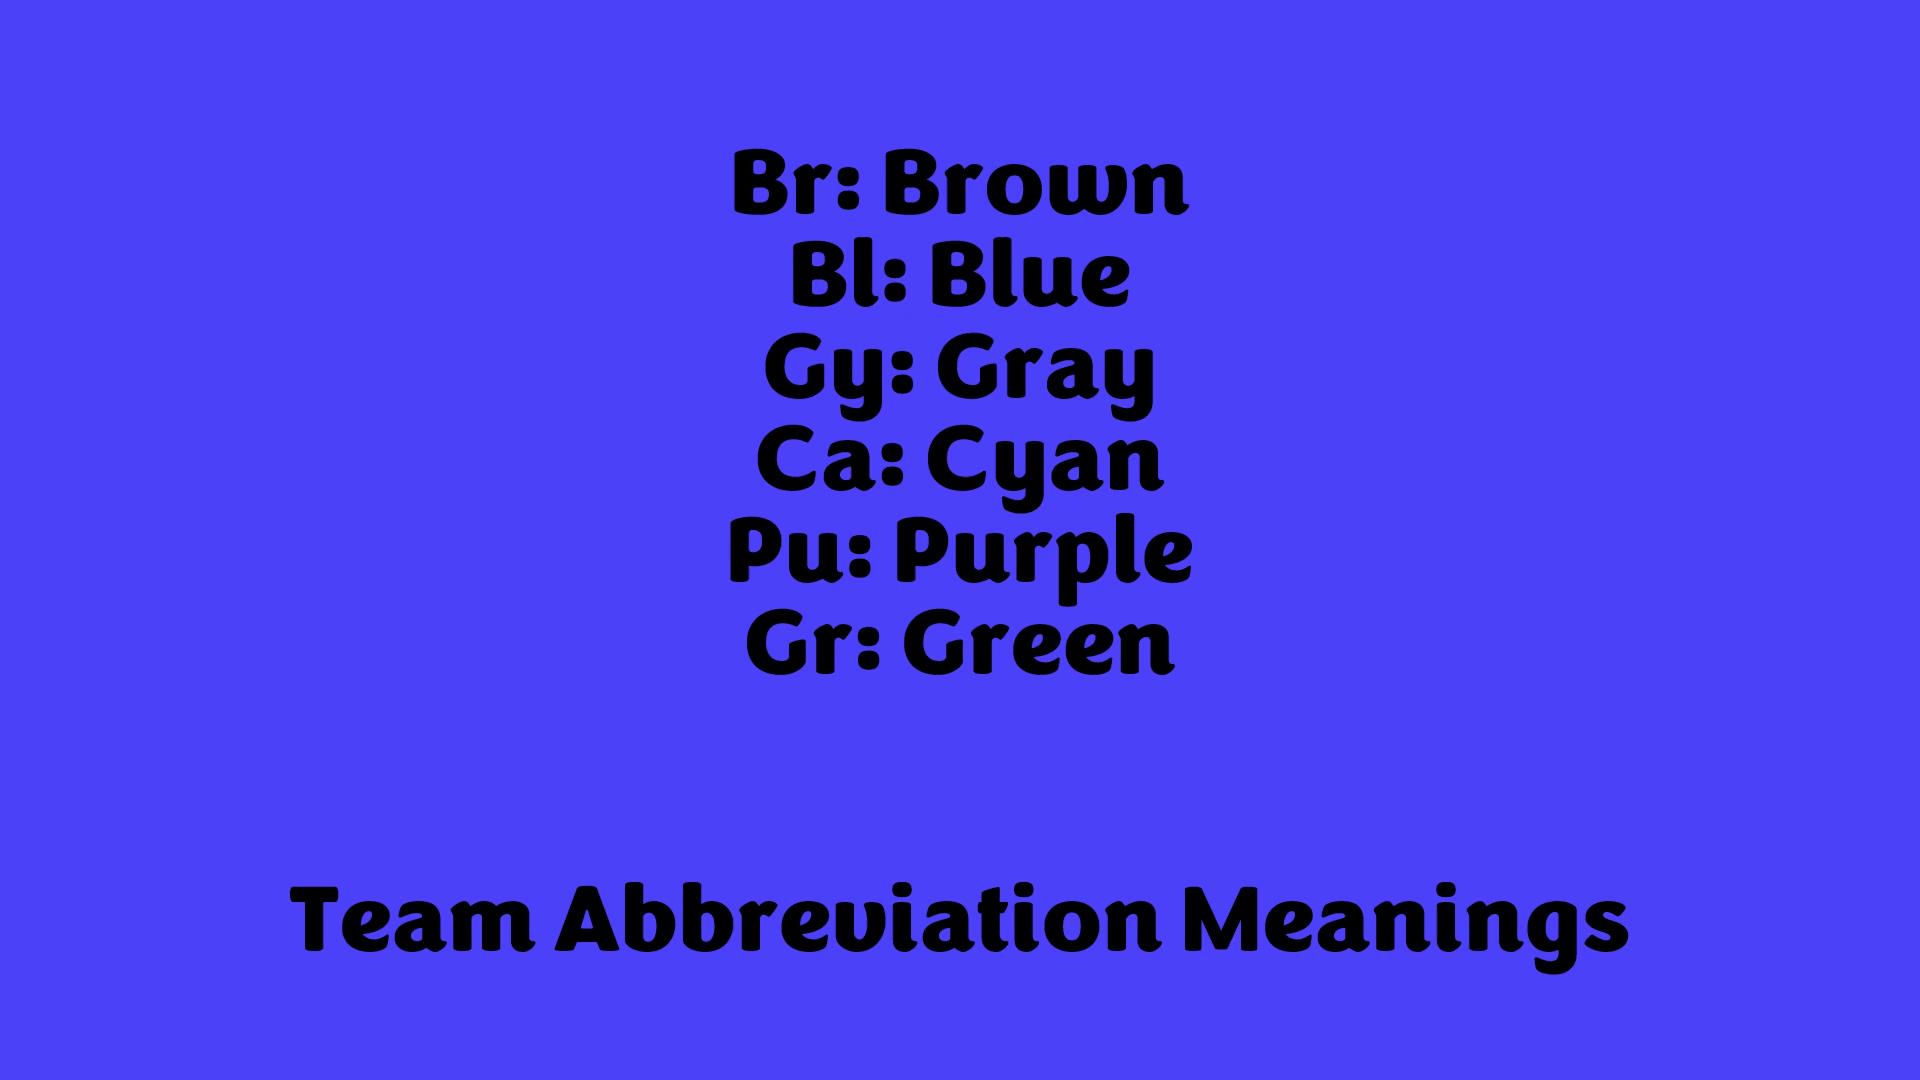 Br: Brown
Bl: Blue
Gy: Gray
Ca: Cyan
Pu: Purple
Gr: Green
Team Abbreviation Meanings